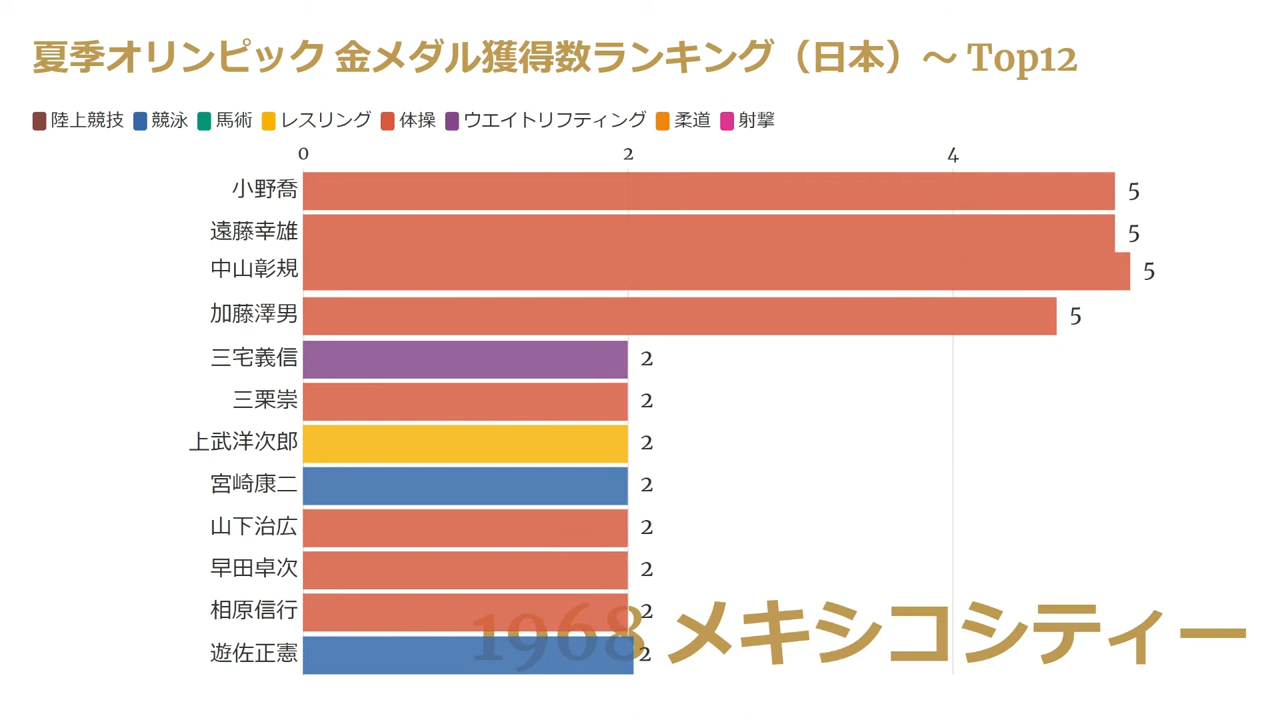 夏季オリンピック 金メダル獲得数ランキング（日本）～ Top12
陸上競技 競泳 馬術 レスリング 体操 ウエイトリフティング 柔道 射撃
0 2 4
小野喬 5
遠藤幸雄 5
中山彰規 5
加藤澤男 5
三宅義信 2
三栗崇 2
上武洋次郎 2
宮崎康二 2
山下治広 2
早田卓次 2
相原信行 2
遊佐正憲 2
1968 メキシコシティー